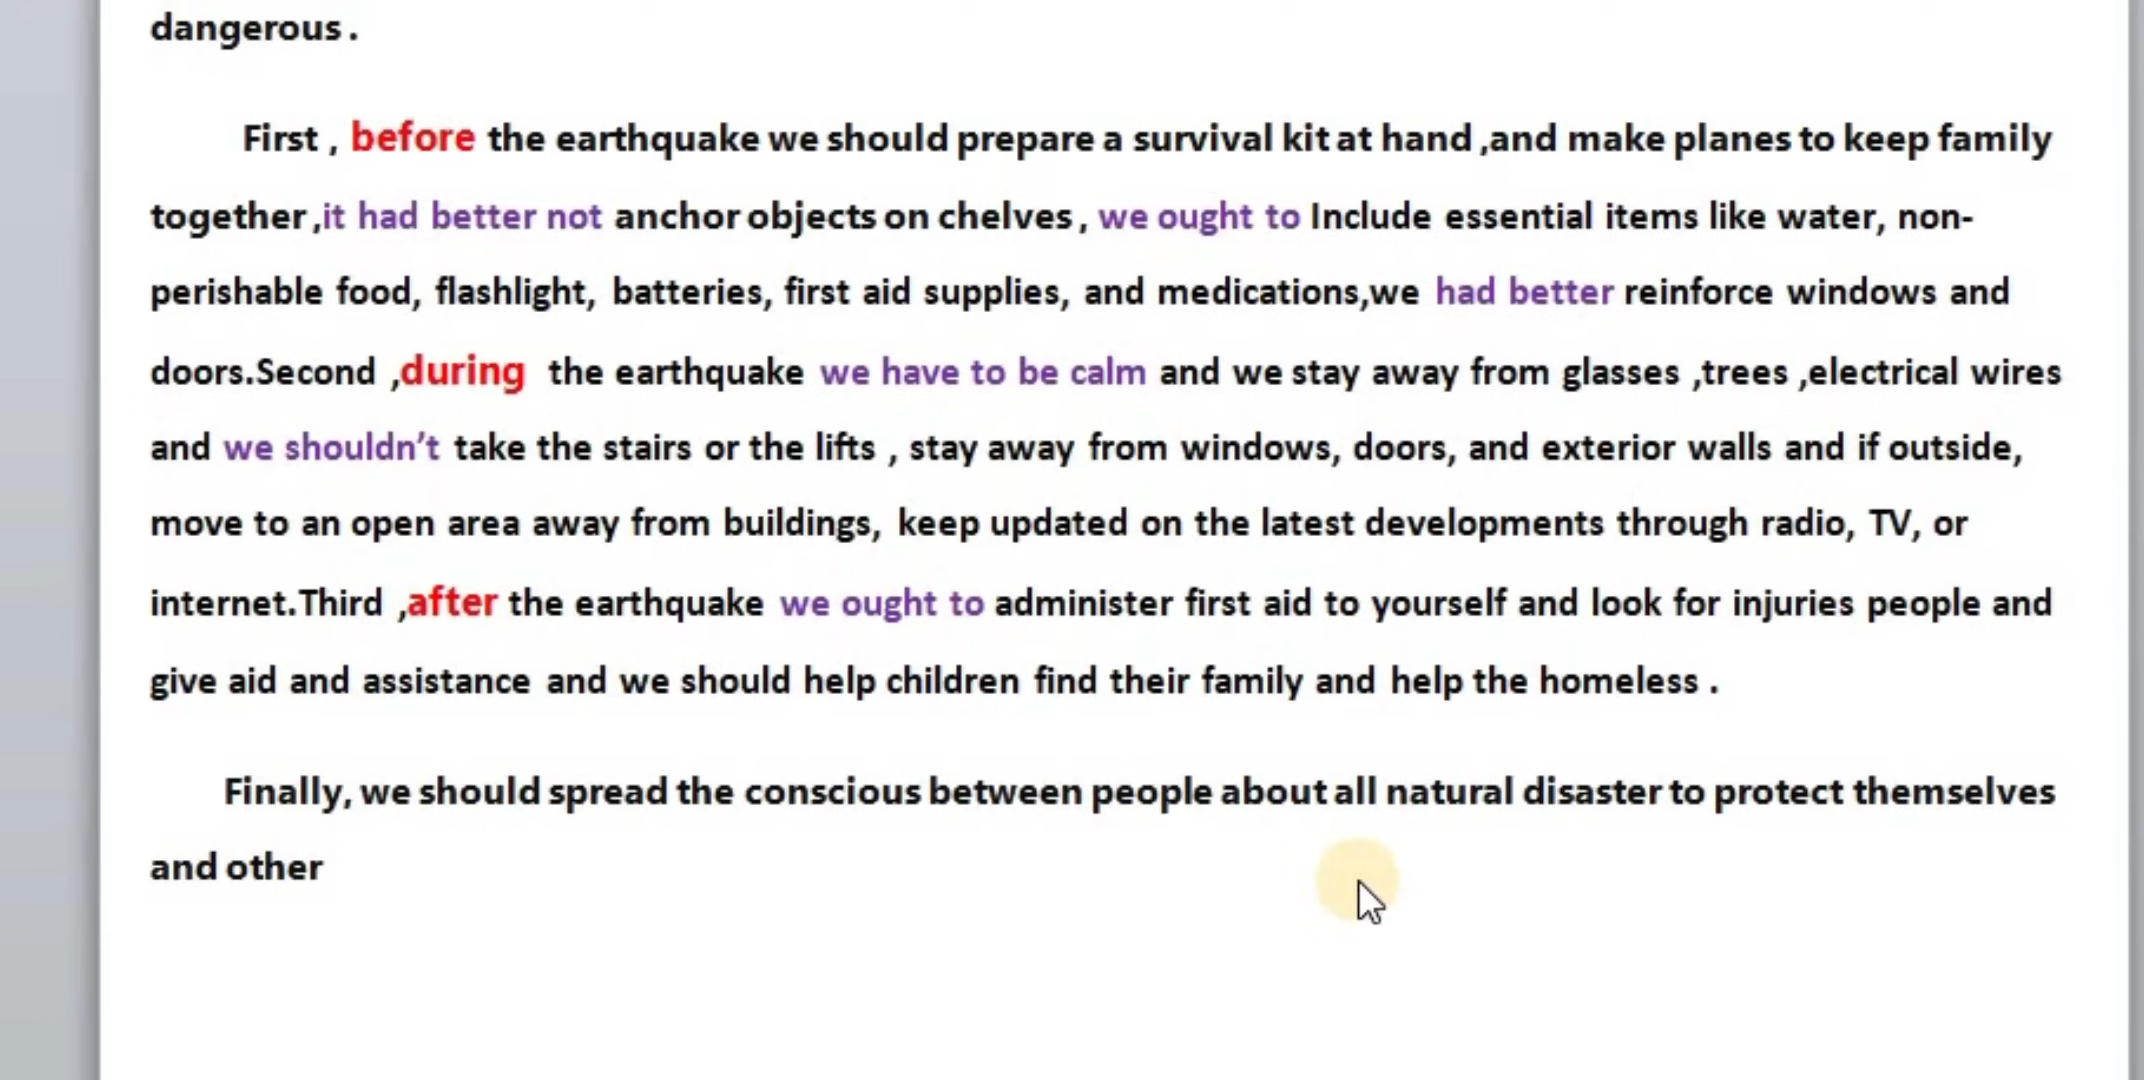 dangerous .
First , before the earthquake we should prepare a survival kit at hand ,and make planes to keep family
together ,it had better not anchor objects on chelves , we ought to Include essential items like water, non-
perishable food, flashlight, batteries, first aid supplies, and medications,we had better reinforce windows and
doors.Second ,during the earthquake we have to be calm and we stay away from glasses ,trees ,electrical wires
and we shouldn’t take the stairs or the lifts , stay away from windows, doors, and exterior walls and if outside,
move to an open area away from buildings, keep updated on the latest developments through radio, TV, or
internet.Third ,after the earthquake we ought to administer first aid to yourself and look for injuries people and
give aid and assistance and we should help children find their family and help the homeless .
Finally, we should spread the conscious between people about all natural disaster to protect themselves
and other